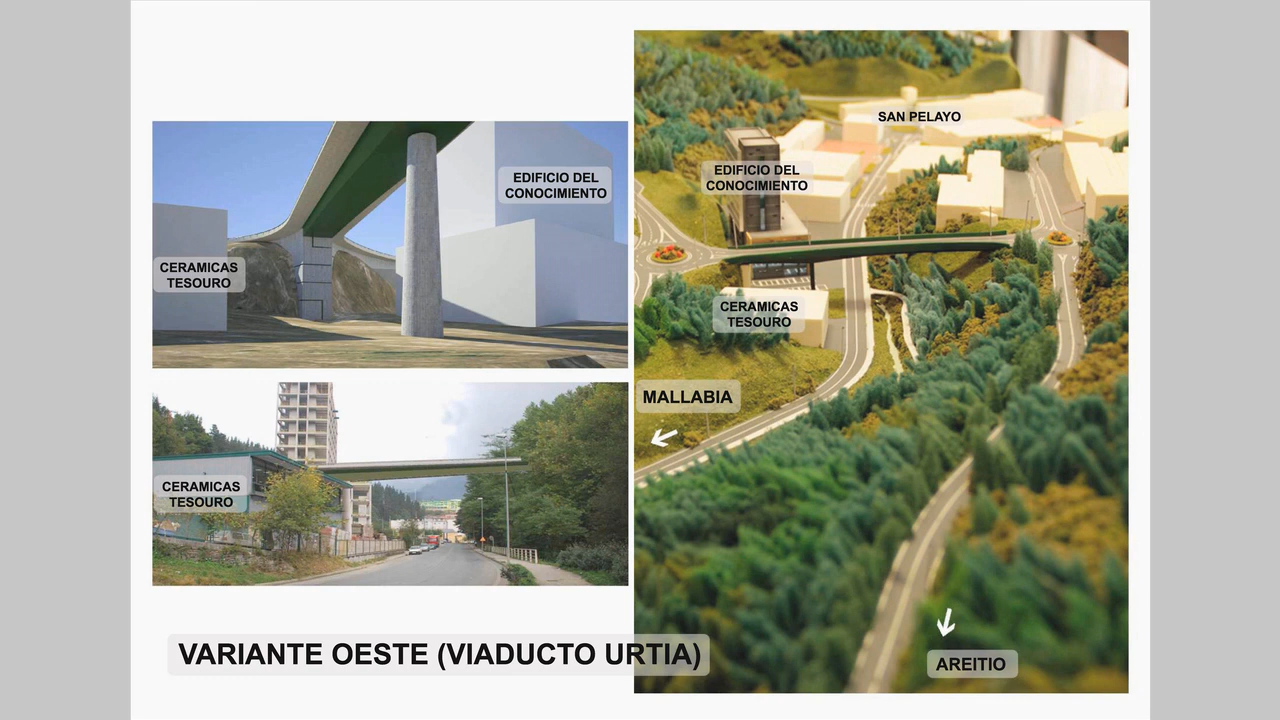 EDIFICIO DEL
CONOCIMIENTO
CERAMICAS
TESOURO
CERAMICAS
TESOURO
SAN PELAYO
EDIFICIO DEL
CONOCIMIENTO
CERAMICAS
TESOURO
MALLABIA
AREITIO
VARIANTE OESTE (VIADUCTO URTIA)